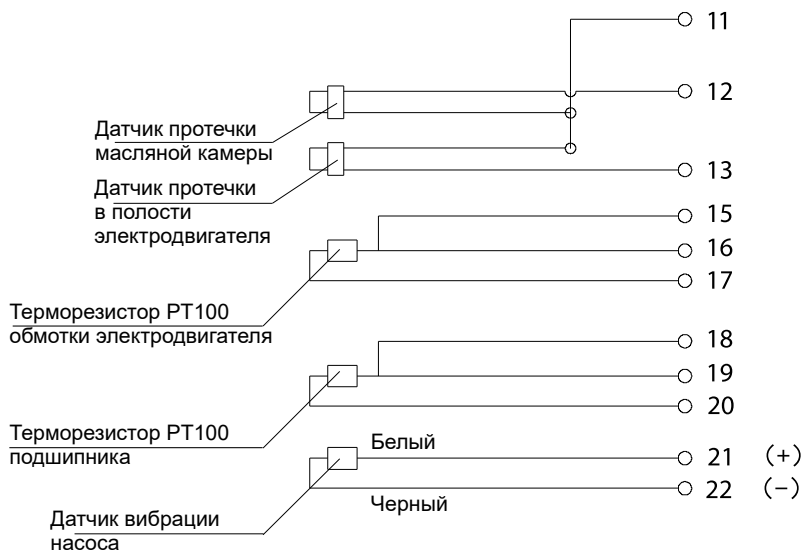 11
12
Датчик протечки
масляной камеры
13
Датчик протечки
в полости
электродвигателя
15
16
17
Терморезистор PT100
обмотки электродвигателя
18
19
20
Терморезистор PT100
подшипника
Белый
21 (+)
22 (−)
Черный
Датчик вибрации
насоса